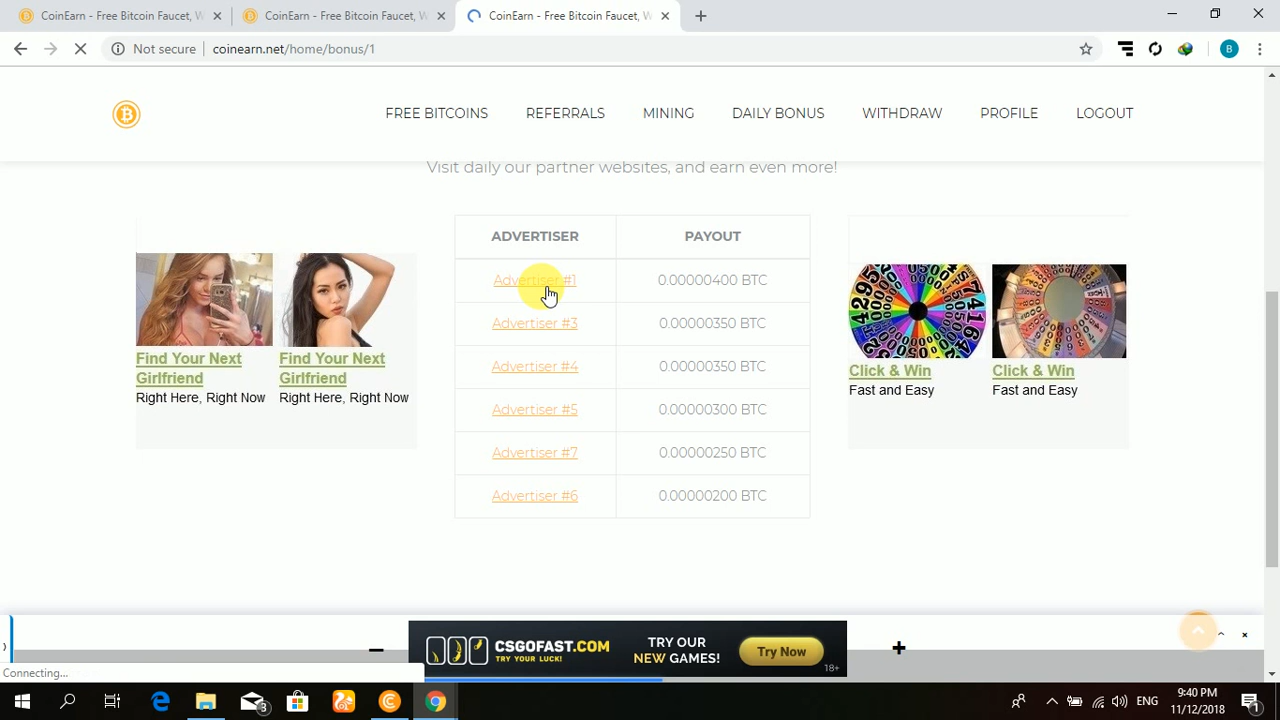 CoinEarn - Free Bitcoin Faucet, W
CoinEarn - Free Bitcoin Faucet, W
CoinEarn - Free Bitcoin Faucet, W
Not secure
coinearn.net/home/bonus/1
B
FREE BITCOINS
REFERRALS
MINING
DAILY BONUS
WITHDRAW
PROFILE
LOGOUT
Visit daily our partner websites, and earn even more!
ADVERTISER PAYOUT
Advertiser #1 0.00000400 BTC
Advertiser #3 0.00000350 BTC
Advertiser #4 0.00000350 BTC
Advertiser #5 0.00000300 BTC
Advertiser #7 0.00000250 BTC
Advertiser #6 0.00000200 BTC
Find Your Next
Girlfriend
Right Here, Right Now
Find Your Next
Girlfriend
Right Here, Right Now
Click & Win
Fast and Easy
Click & Win
Fast and Easy
CSGOFAST.COM
TRY YOUR LUCK!
TRY OUR
NEW GAMES!
Try Now
18+
Connecting...
3
ENG
9:40 PM
11/12/2018
1